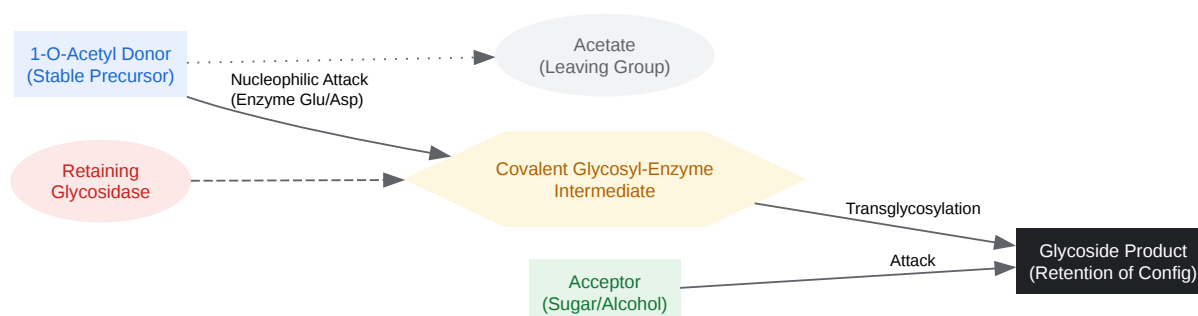 1-O-Acetyl Donor
(Stable Precursor)
Acetate
(Leaving Group)
Nucleophilic Attack
(Enzyme Glu/Asp)
Retaining
Glycosidase
Covalent Glycosyl-Enzyme
Intermediate
Transglycosylation
Glycoside Product
(Retention of Config)
Attack
Acceptor
(Sugar/Alcohol)